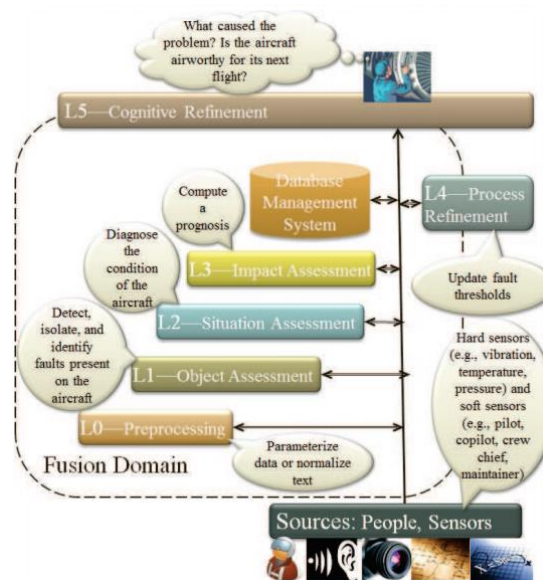 What caused the
problem? Is the aircraft
airworthy for its next
flight?
L5—Cognitive Refinement
Database
Management
System
L4—Process
Refinement
Compute
a
prognosis
L3—Impact Assessment
Update fault
thresholds
Diagnose
the
condition
of the
aircraft
L2—Situation Assessment
Detect,
isolate, and
identify
faults present
on the
aircraft
L1—Object Assessment
Hard sensors
(e.g., vibration,
temperature,
pressure) and
soft sensors
(e.g., pilot,
copilot, crew
chief,
maintainer)
L0—Preprocessing
Parameterize
data or normalize
text
Fusion Domain
Sources: People, Sensors